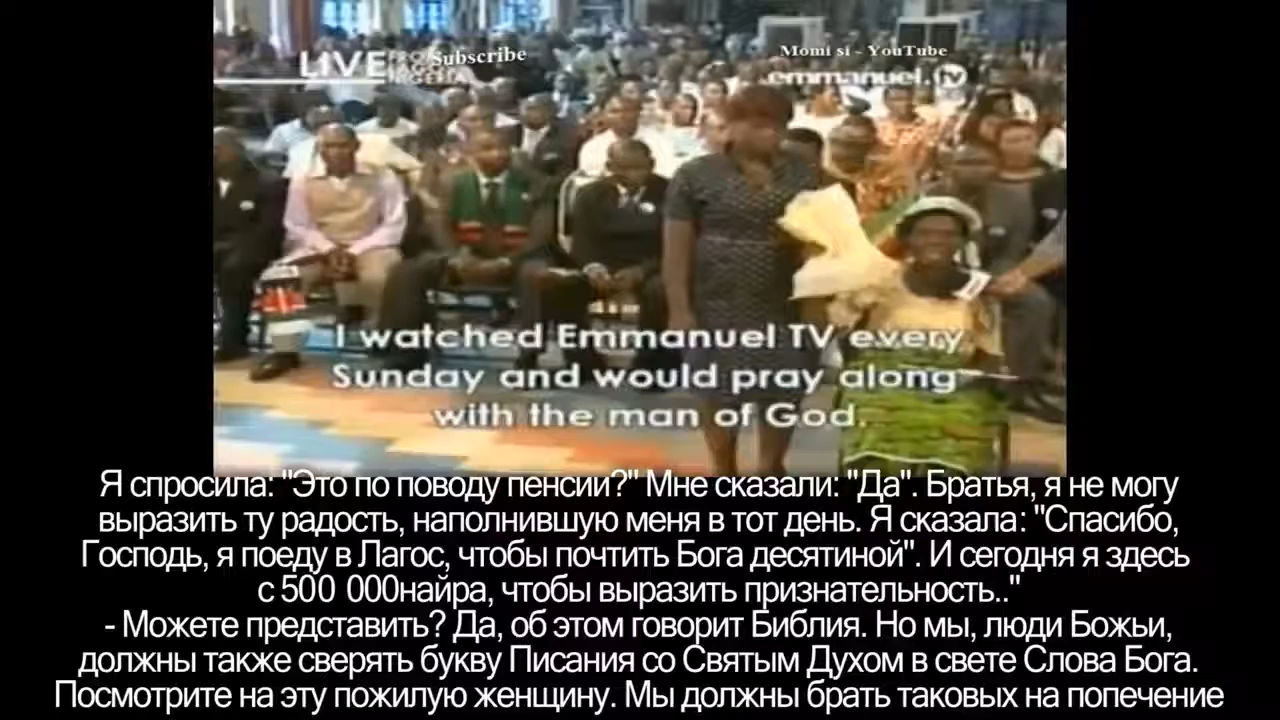 Subscribe
Momi si - YouTube
LIVE FROM LAGOS NIGERIA
emmanuel.tv
I watched Emmanuel TV every
Sunday and would pray along
with the man of God.
Я спросила: "Это по поводу пенсии?" Мне сказали: "Да". Братья, я не могу
выразить ту радость, наполнившую меня в тот день. Я сказала: "Спасибо,
Господь, я поеду в Лагос, чтобы почтить Бога десятиной". И сегодня я здесь
с 500 000найра, чтобы выразить признательность.."
- Можете представить? Да, об этом говорит Библия. Но мы, люди Божьи,
должны также сверять букву Писания со Святым Духом в свете Слова Бога.
Посмотрите на эту пожилую женщину. Мы должны брать таковых на попечение